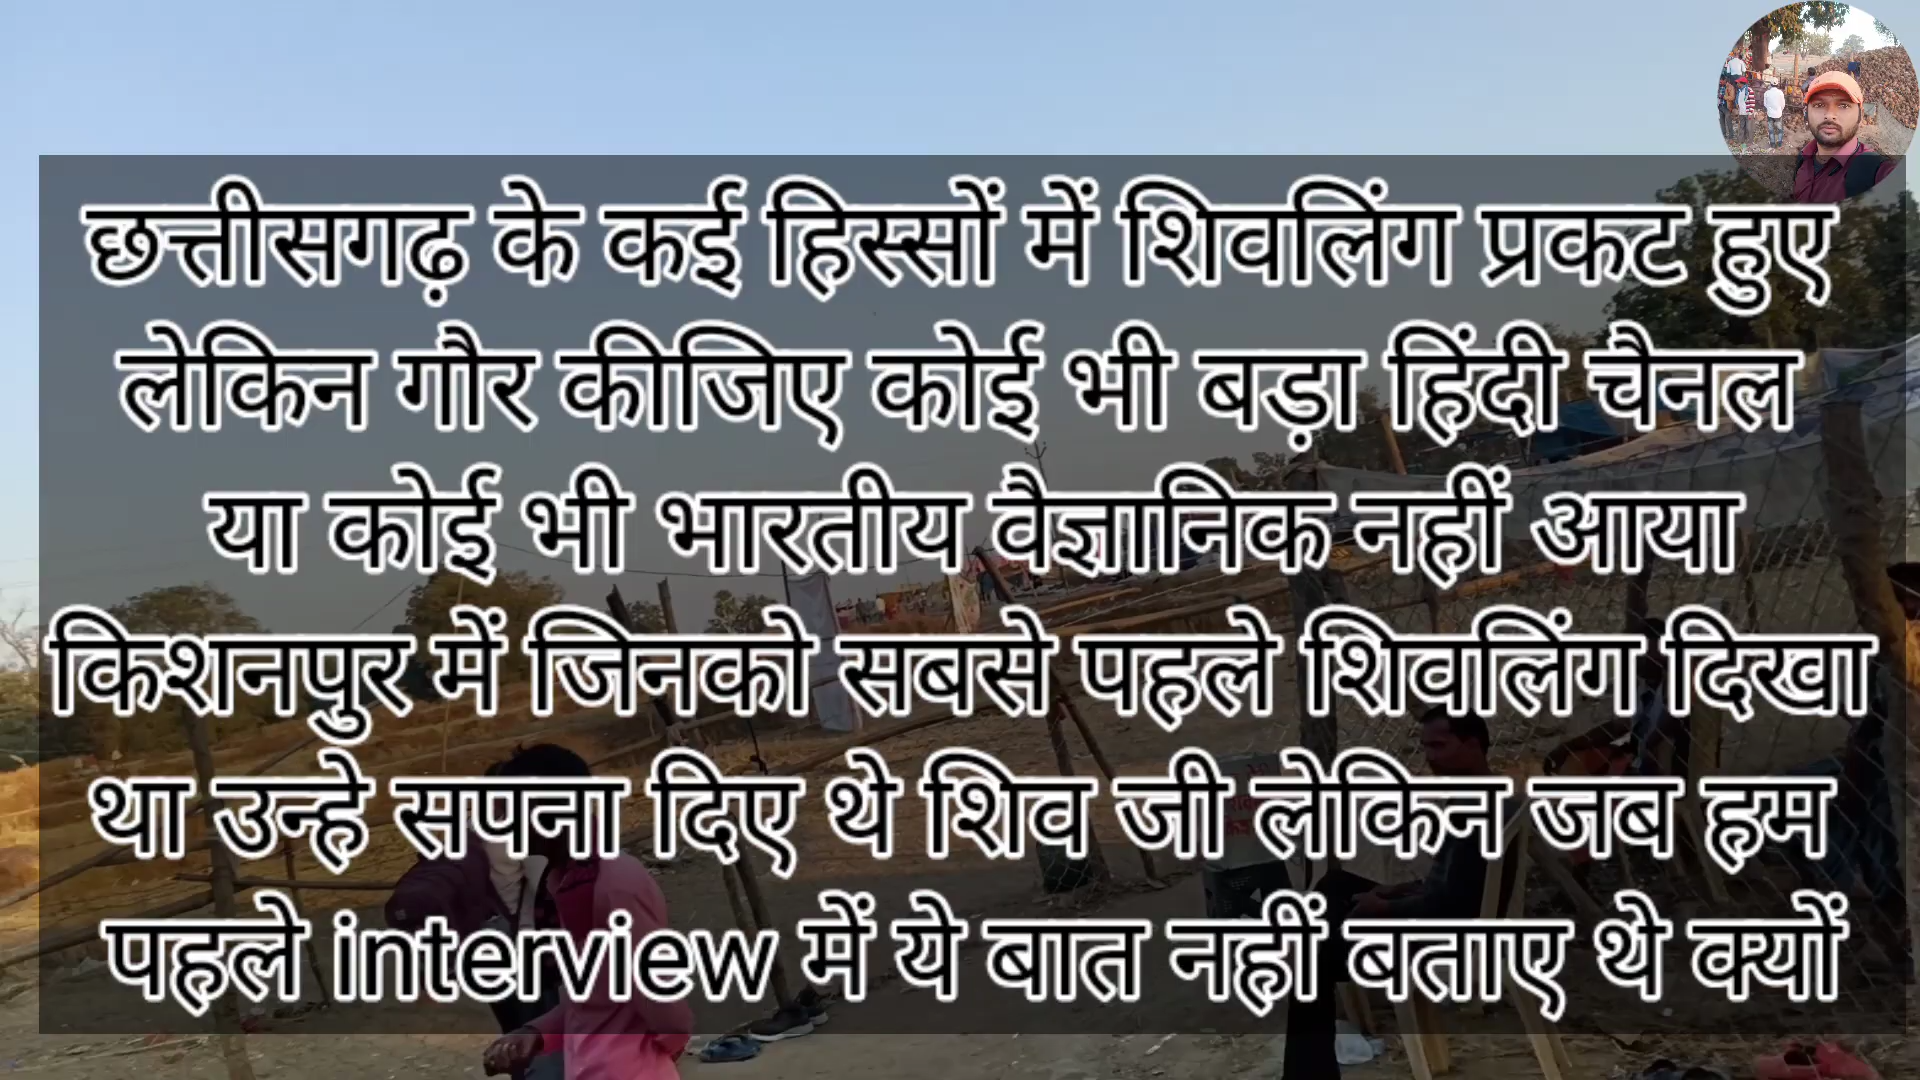 छत्तीसगढ़ के कई हिस्सों में शिवलिंग प्रकट हुए
लेकिन गौर कीजिए कोई भी बड़ा हिंदी चैनल
या कोई भी भारतीय वैज्ञानिक नहीं आया
किशनपुर में जिनको सबसे पहले शिवलिंग दिखा
था उन्हे सपना दिए थे शिव जी लेकिन जब हम
पहले interview में ये बात नहीं बताए थे क्यों